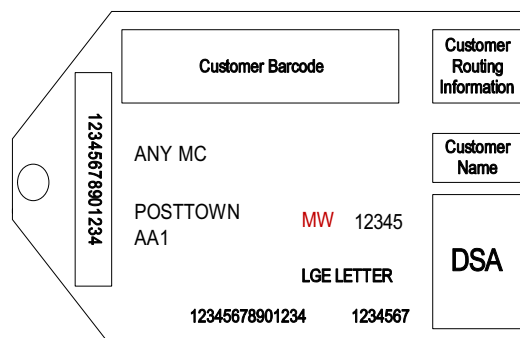 Customer Barcode
Customer
Routing
Information
12345678901234
ANY MC
Customer
Name
POSTTOWN
AA1
MW 12345
DSA
LGE LETTER
12345678901234 1234567